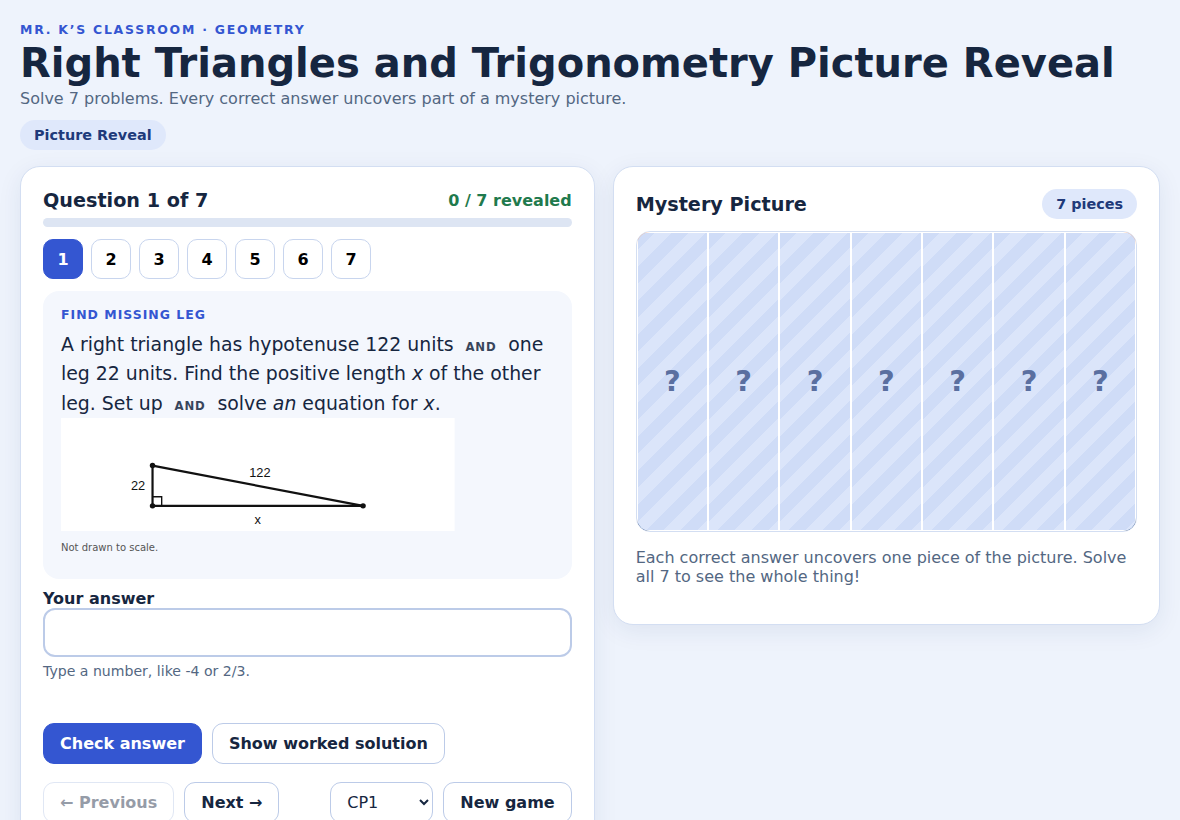 MR. K’S CLASSROOM · GEOMETRY
Right Triangles and Trigonometry Picture Reveal
Solve 7 problems. Every correct answer uncovers part of a mystery picture.
Picture Reveal
Question 1 of 7
0 / 7 revealed
1 2 3 4 5 6 7
FIND MISSING LEG
A right triangle has hypotenuse 122 units AND one
leg 22 units. Find the positive length x of the other
leg. Set up AND solve an equation for x.
122
22
x
Not drawn to scale.
Your answer
Type a number, like -4 or 2/3.
Check answer
Show worked solution
← Previous
Next →
CP1
New game
Mystery Picture
7 pieces
? ? ? ? ? ? ?
Each correct answer uncovers one piece of the picture. Solve
all 7 to see the whole thing!